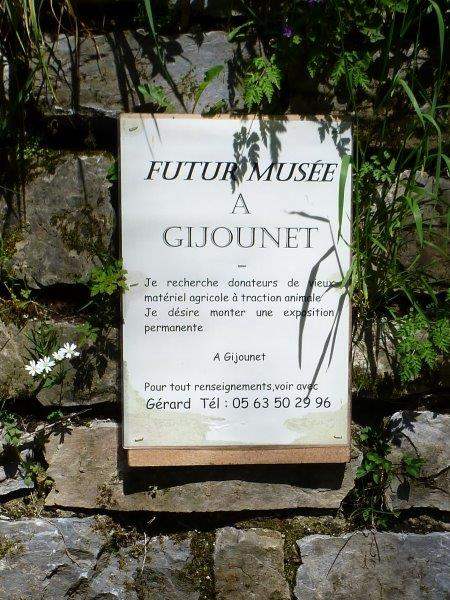 FUTUR MUSÉE
A
GIJOUNET
–
Je recherche donateurs de vieux
matériel agricole à traction animale
Je désire monter une exposition
permanente
A Gijounet
Pour tout renseignements,voir avec
Gérard Tél : 05 63 50 29 96